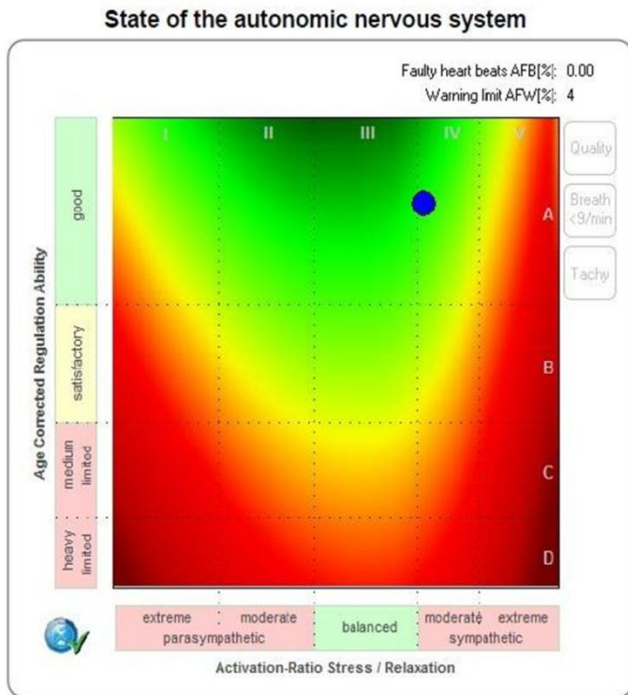 State of the autonomic nervous system
Faulty heart beats AFB[%]: 0.00
Warning limit AFW[%]: 4
I II III IV V
Quality
Breath
<9/min
Tachy
A
B
C
D
Age Corrected Regulation Ability
good
satisfactory
medium
limited
heavy
limited
extreme moderate balanced moderate extreme
parasympathetic sympathetic
Activation-Ratio Stress / Relaxation